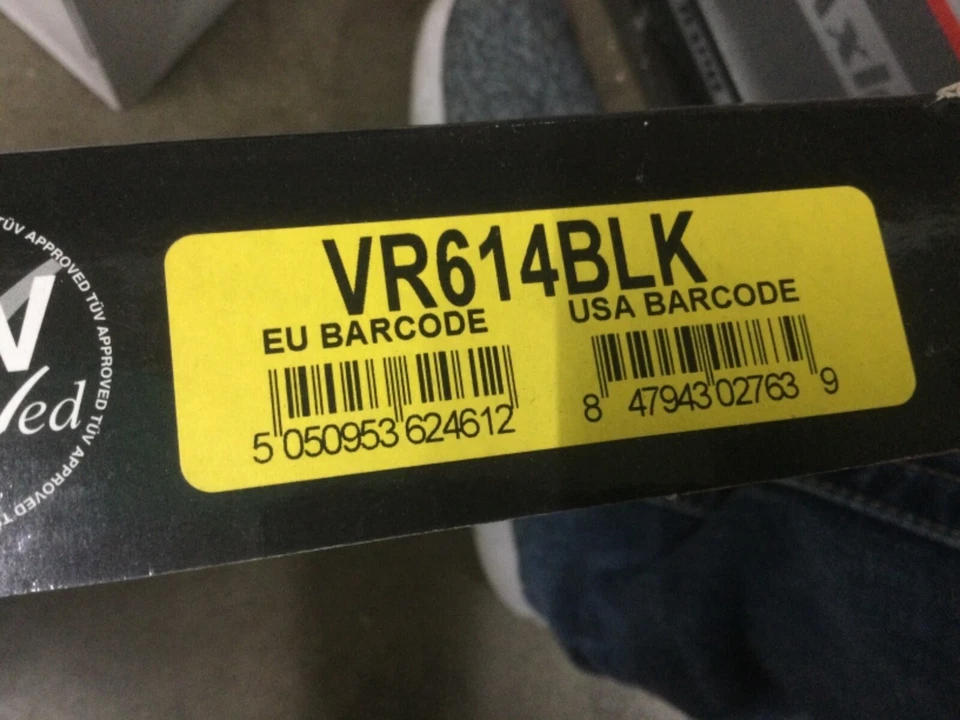 VR614BLK
EU BARCODE
USA BARCODE
5 050953 624612
8 47943 02763 9
TÜV APPROVED TÜV APPROVED TÜV APPROVED